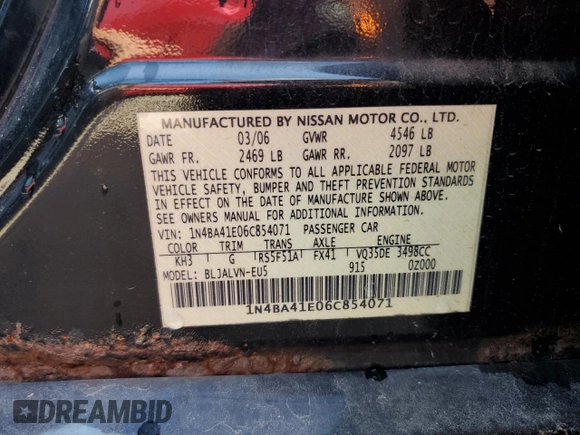 MANUFACTURED BY NISSAN MOTOR CO., LTD.
DATE 03/06 GVWR 4546 LB
GAWR FR. 2469 LB GAWR RR. 2097 LB
THIS VEHICLE CONFORMS TO ALL APPLICABLE FEDERAL MOTOR
VEHICLE SAFETY, BUMPER AND THEFT PREVENTION STANDARDS
IN EFFECT ON THE DATE OF MANUFACTURE SHOWN ABOVE.
SEE OWNERS MANUAL FOR ADDITIONAL INFORMATION.
VIN: 1N4BA41E06C854071 PASSENGER CAR
COLOR TRIM TRANS AXLE ENGINE
KH3 G RS5F51A FX41 VQ35DE 3498CC
MODEL: BLJALVN-EU5 915 0Z000
1N4BA41E06C854071
DREAMBID